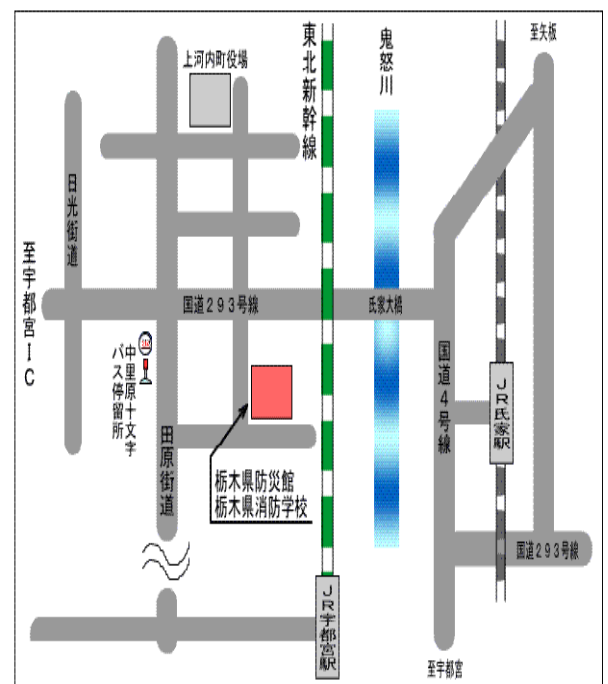 至矢板
鬼怒川
東北新幹線
上河内町役場
日光街道
至宇都宮ＩＣ
国道２９３号線
氏家大橋
中里原十文字
バス停留所
国道４号線
ＪＲ氏家駅
田原街道
栃木県防災館
栃木県消防学校
国道２９３号線
ＪＲ宇都宮駅
至宇都宮